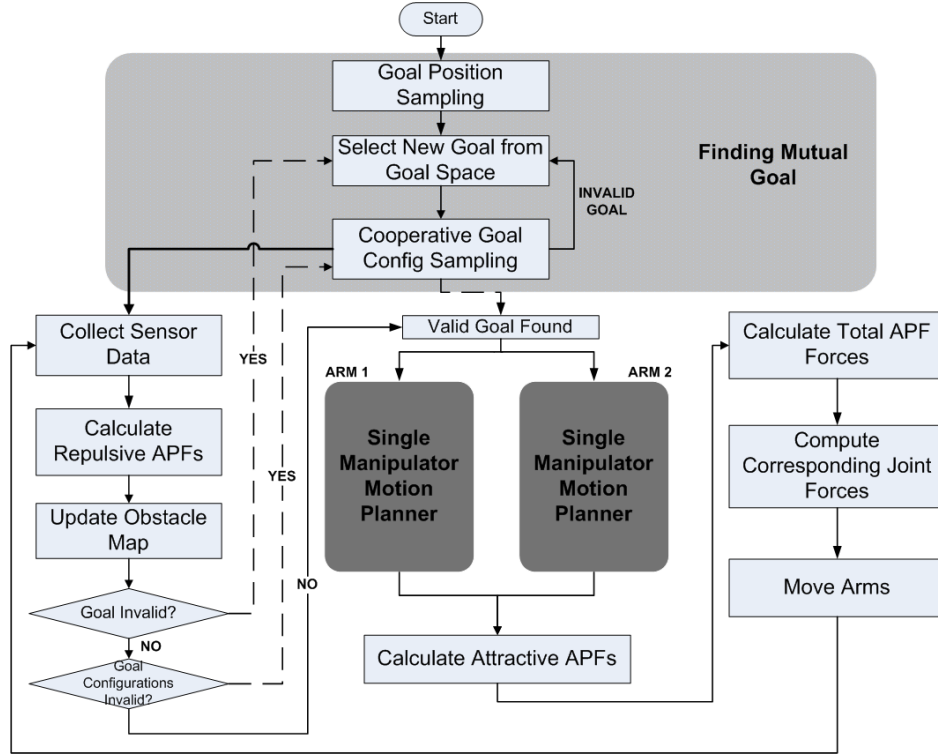 Start
Goal Position
Sampling
Select New Goal from
Goal Space
Finding Mutual
Goal
INVALID
GOAL
Cooperative Goal
Config Sampling
Collect Sensor
Data
YES
Valid Goal Found
Calculate Total APF
Forces
ARM 1
ARM 2
Calculate
Repulsive APFs
YES
Single
Manipulator
Motion
Planner
Single
Manipulator
Motion
Planner
Compute
Corresponding Joint
Forces
Update Obstacle
Map
NO
Move Arms
Goal Invalid?
NO
Goal
Configurations
Invalid?
Calculate Attractive APFs